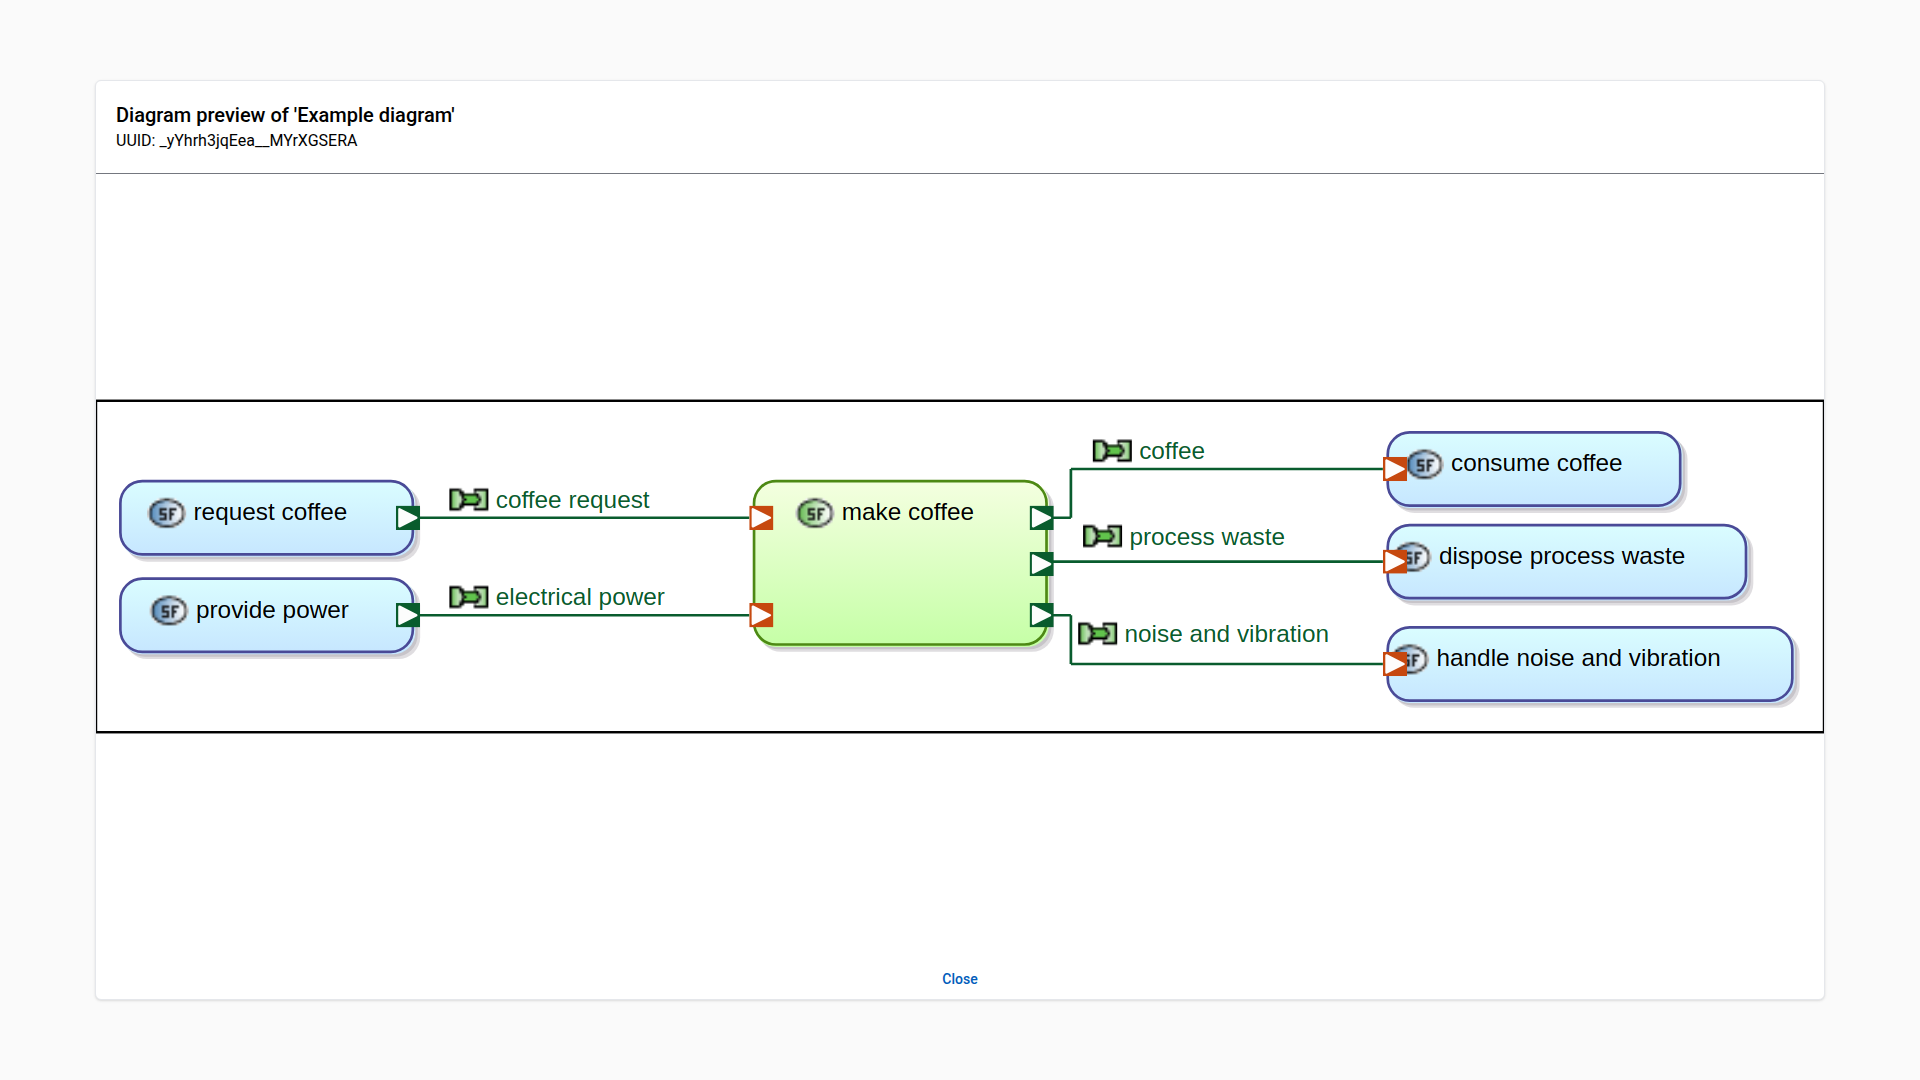 Diagram preview of 'Example diagram'
UUID: _yYhrh3jqEea__MYrXGSERA
SF request coffee
coffee request
SF make coffee
coffee
SF consume coffee
process waste
SF dispose process waste
SF provide power
electrical power
noise and vibration
SF handle noise and vibration
Close